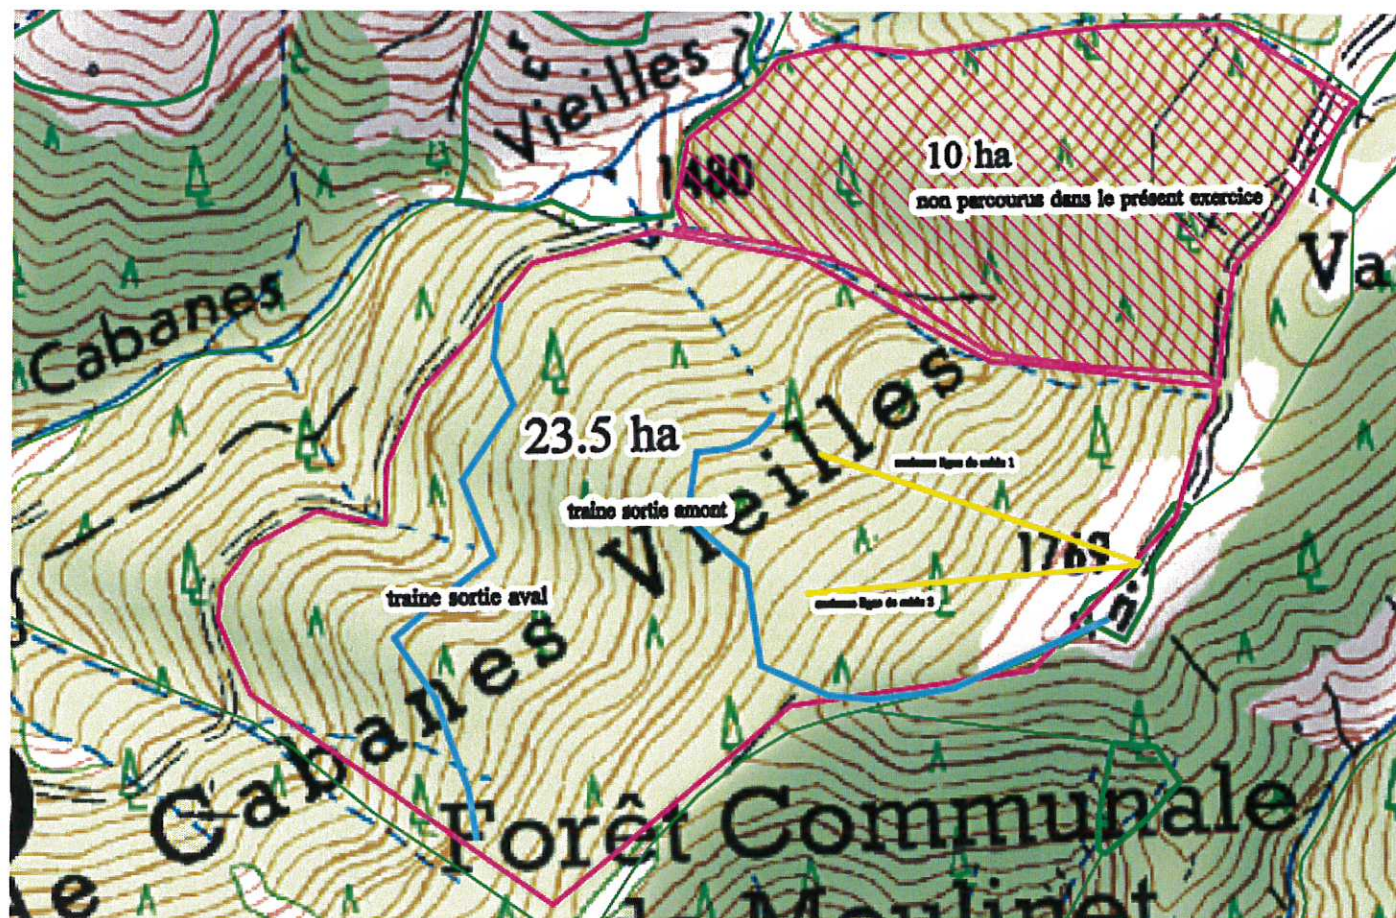 Vieilles
1480
10 ha
non parcourus dans le présent exercice
Va
Cabanes
23.5 ha
Vieilles
traine sortie amont
1763
traine sortie aval
Cabanes
Forêt Communale
Moulinet